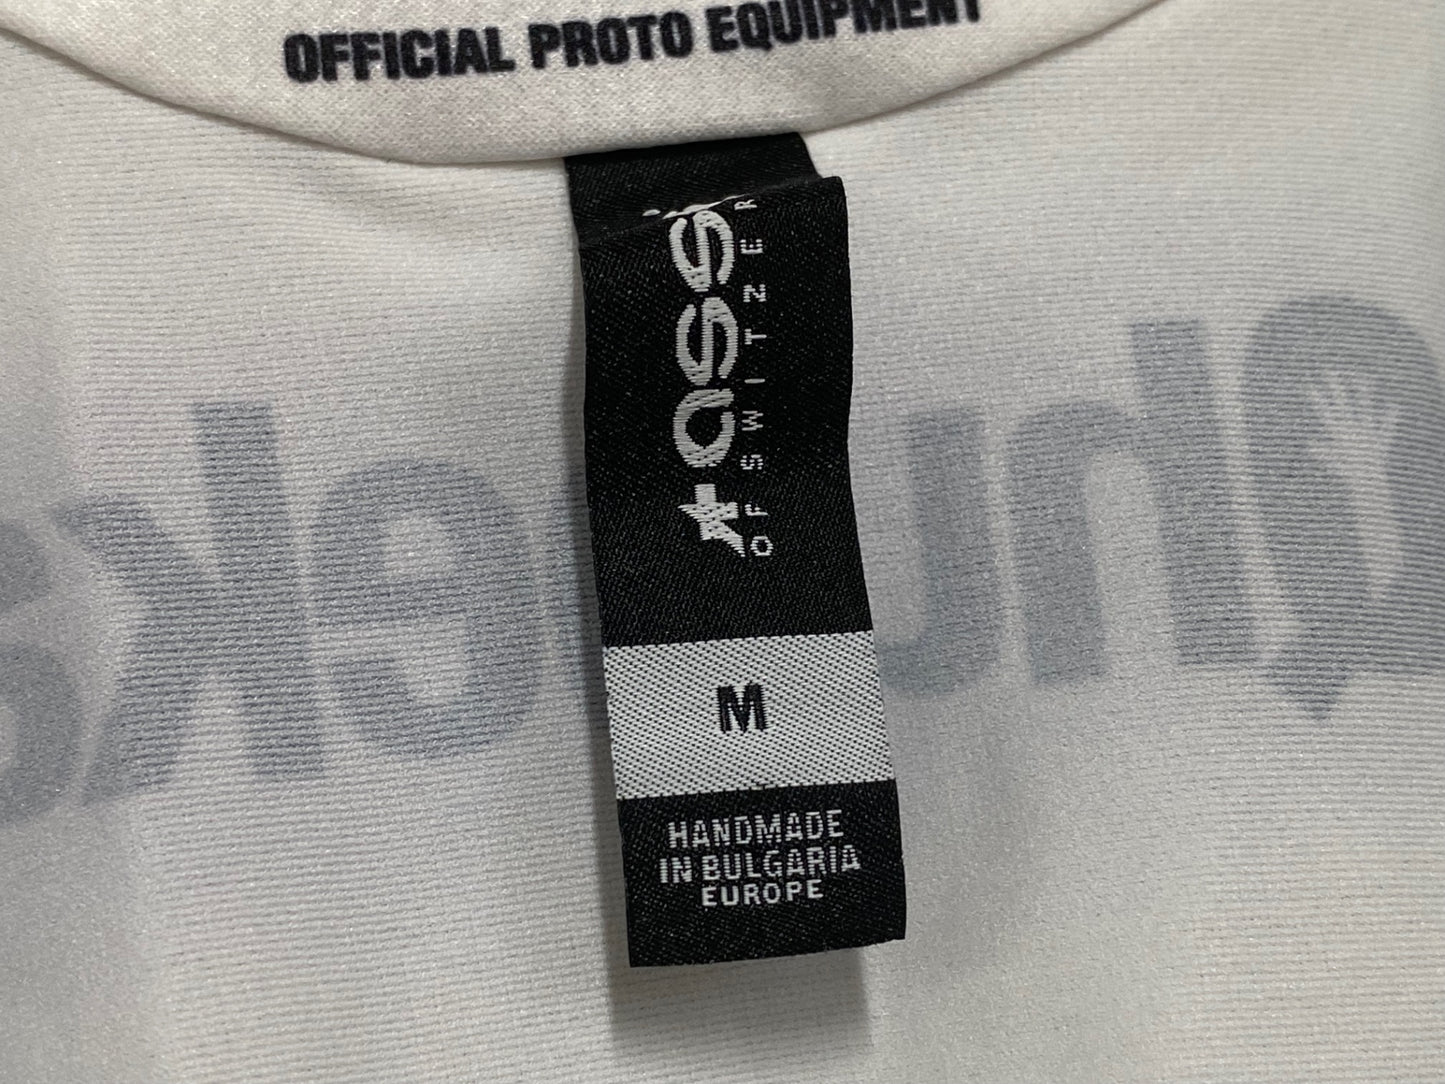 OFFICIAL PROTO EQUIPMENT
OF SWITZER
M
HANDMADE
IN BULGARIA
EUROPE